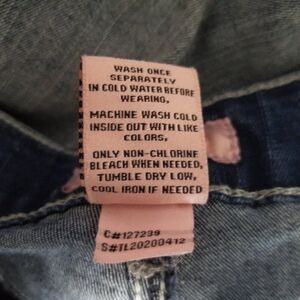 WASH ONCE
SEPARATELY
IN COLD WATER BEFORE
WEARING.
MACHINE WASH COLD
INSIDE OUT WITH LIKE
COLORS.
ONLY NON-CHLORINE
BLEACH WHEN NEEDED.
TUMBLE DRY LOW,
COOL IRON IF NEEDED
C#127239
S#TL20200412